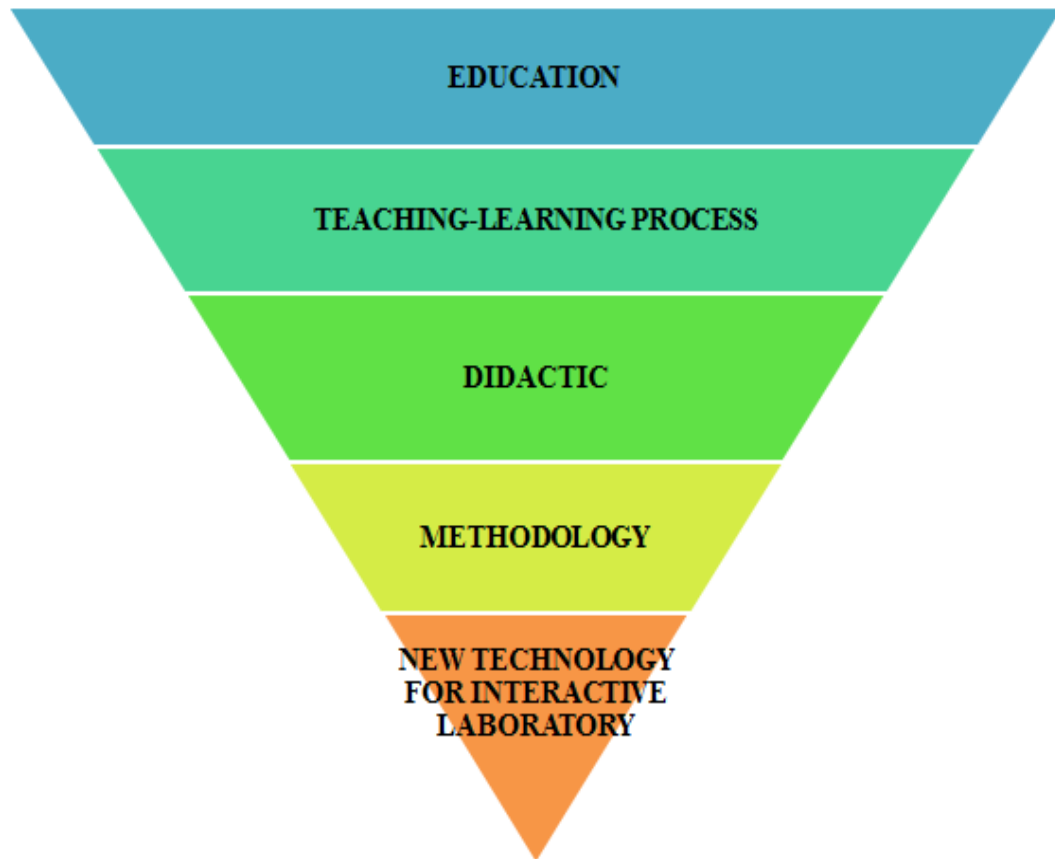 EDUCATION
TEACHING-LEARNING PROCESS
DIDACTIC
METHODOLOGY
NEW TECHNOLOGY
FOR INTERACTIVE
LABORATORY